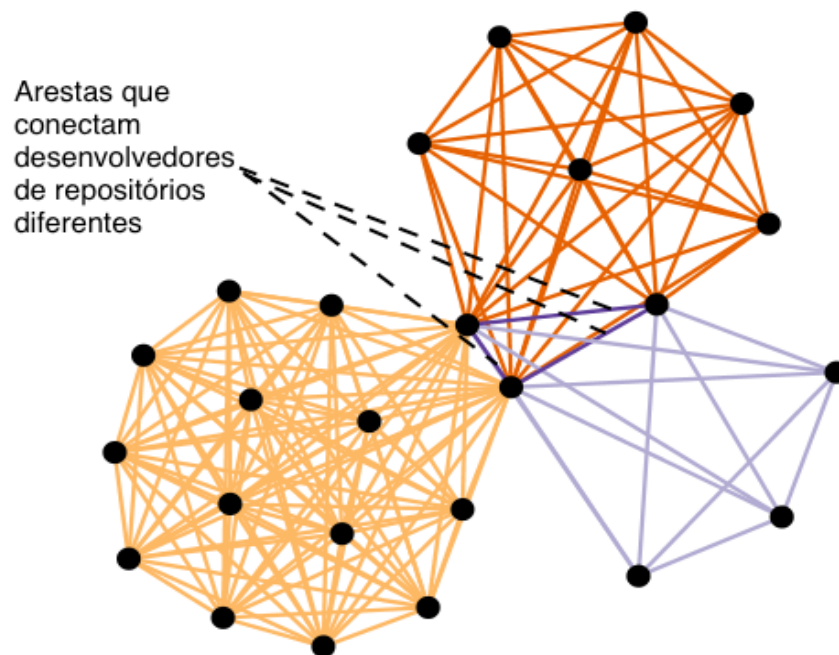 Arestas que
conectam
desenvolvedores
de repositórios
diferentes